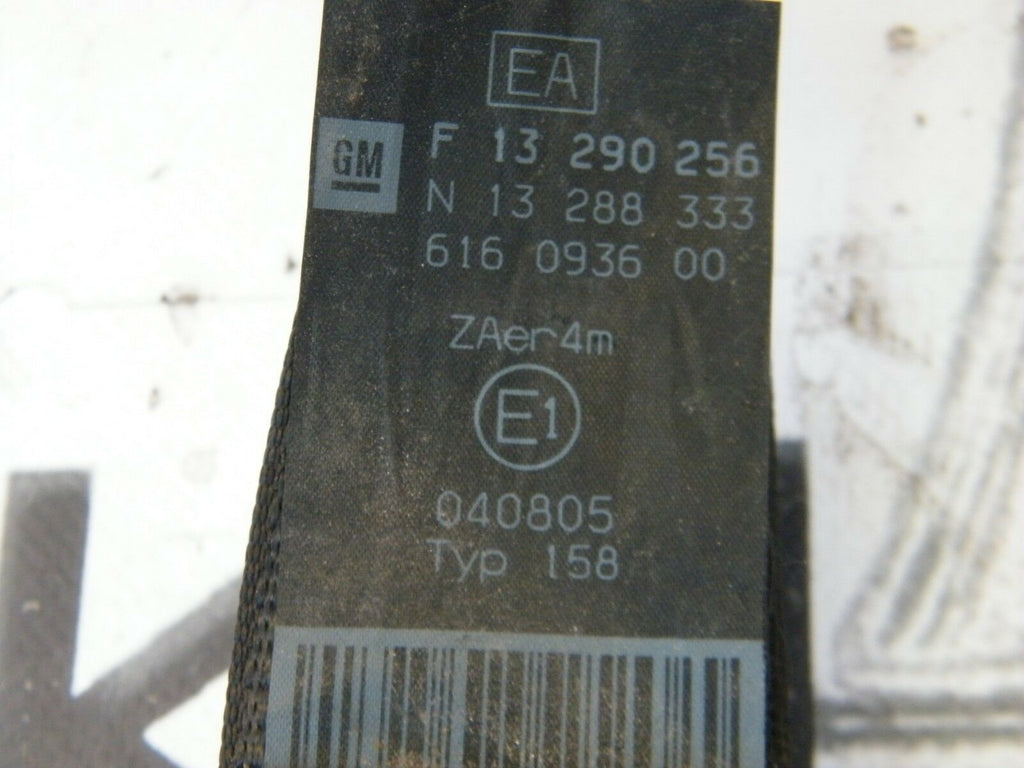 EA
GM
F 13 290 256
N 13 288 333
616 0936 00
ZAer4m
E1
040805
Typ 158